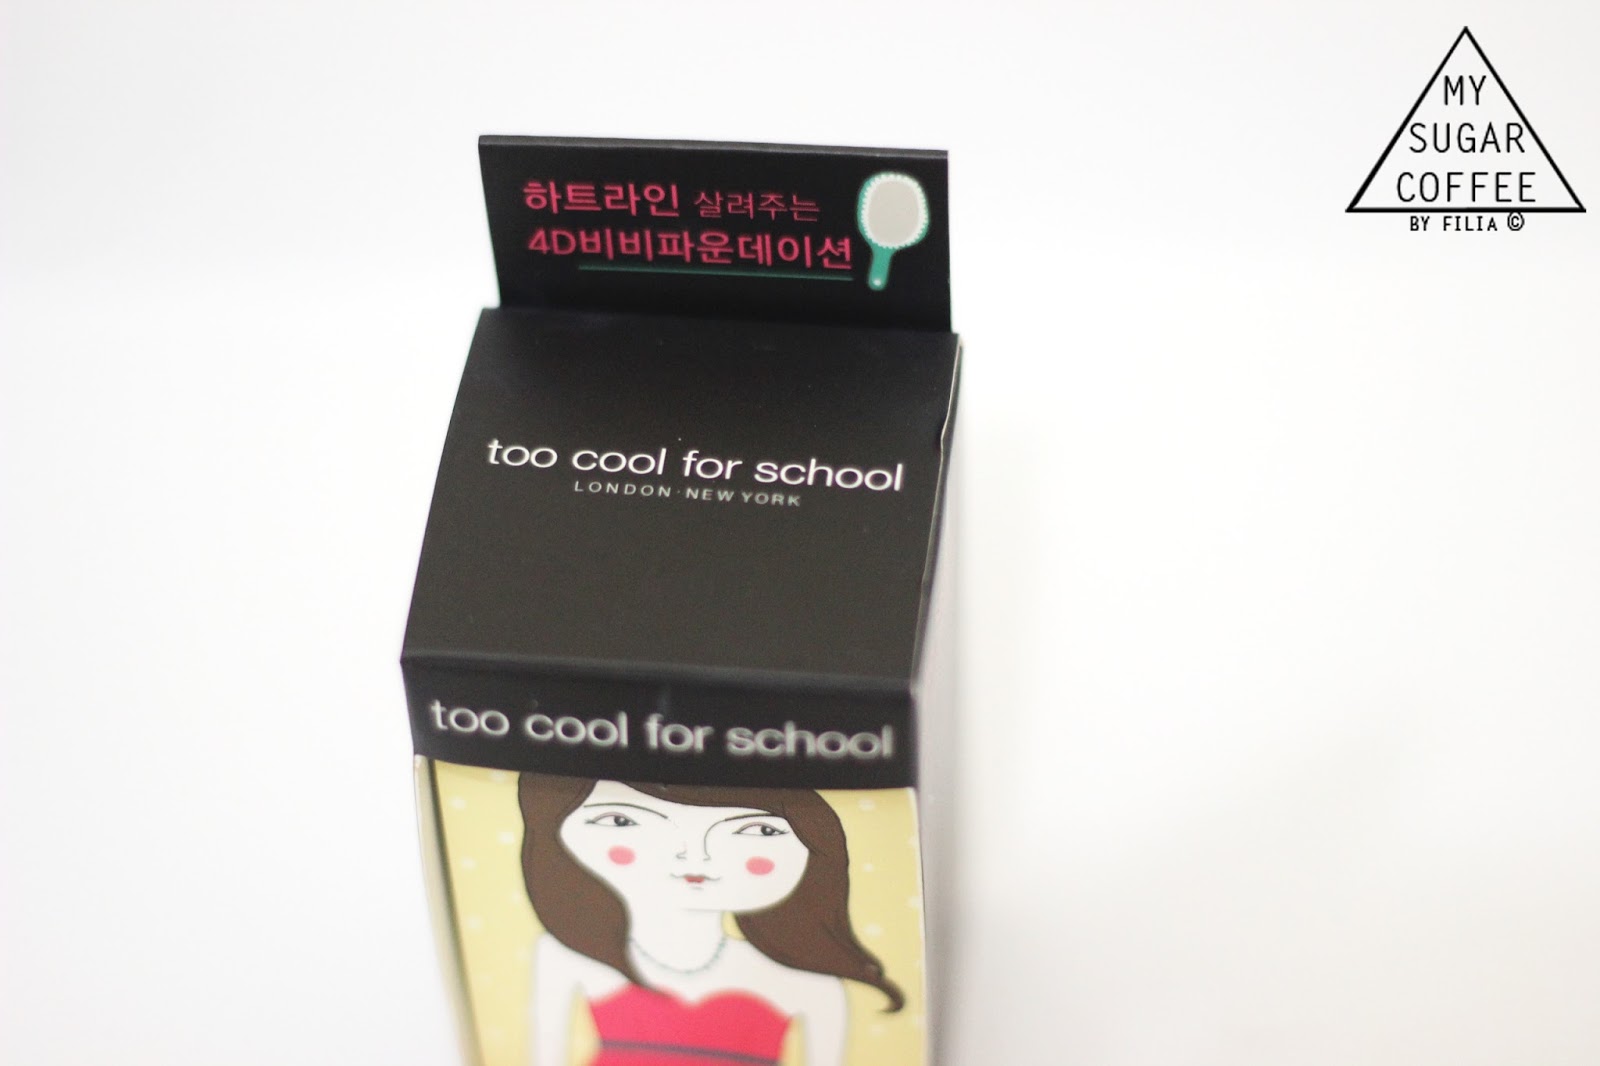 하트라인 살려주는
4D비비파운데이션
too cool for school
LONDON·NEW YORK
too cool for school
MY
SUGAR
COFFEE
BY FILIA ©